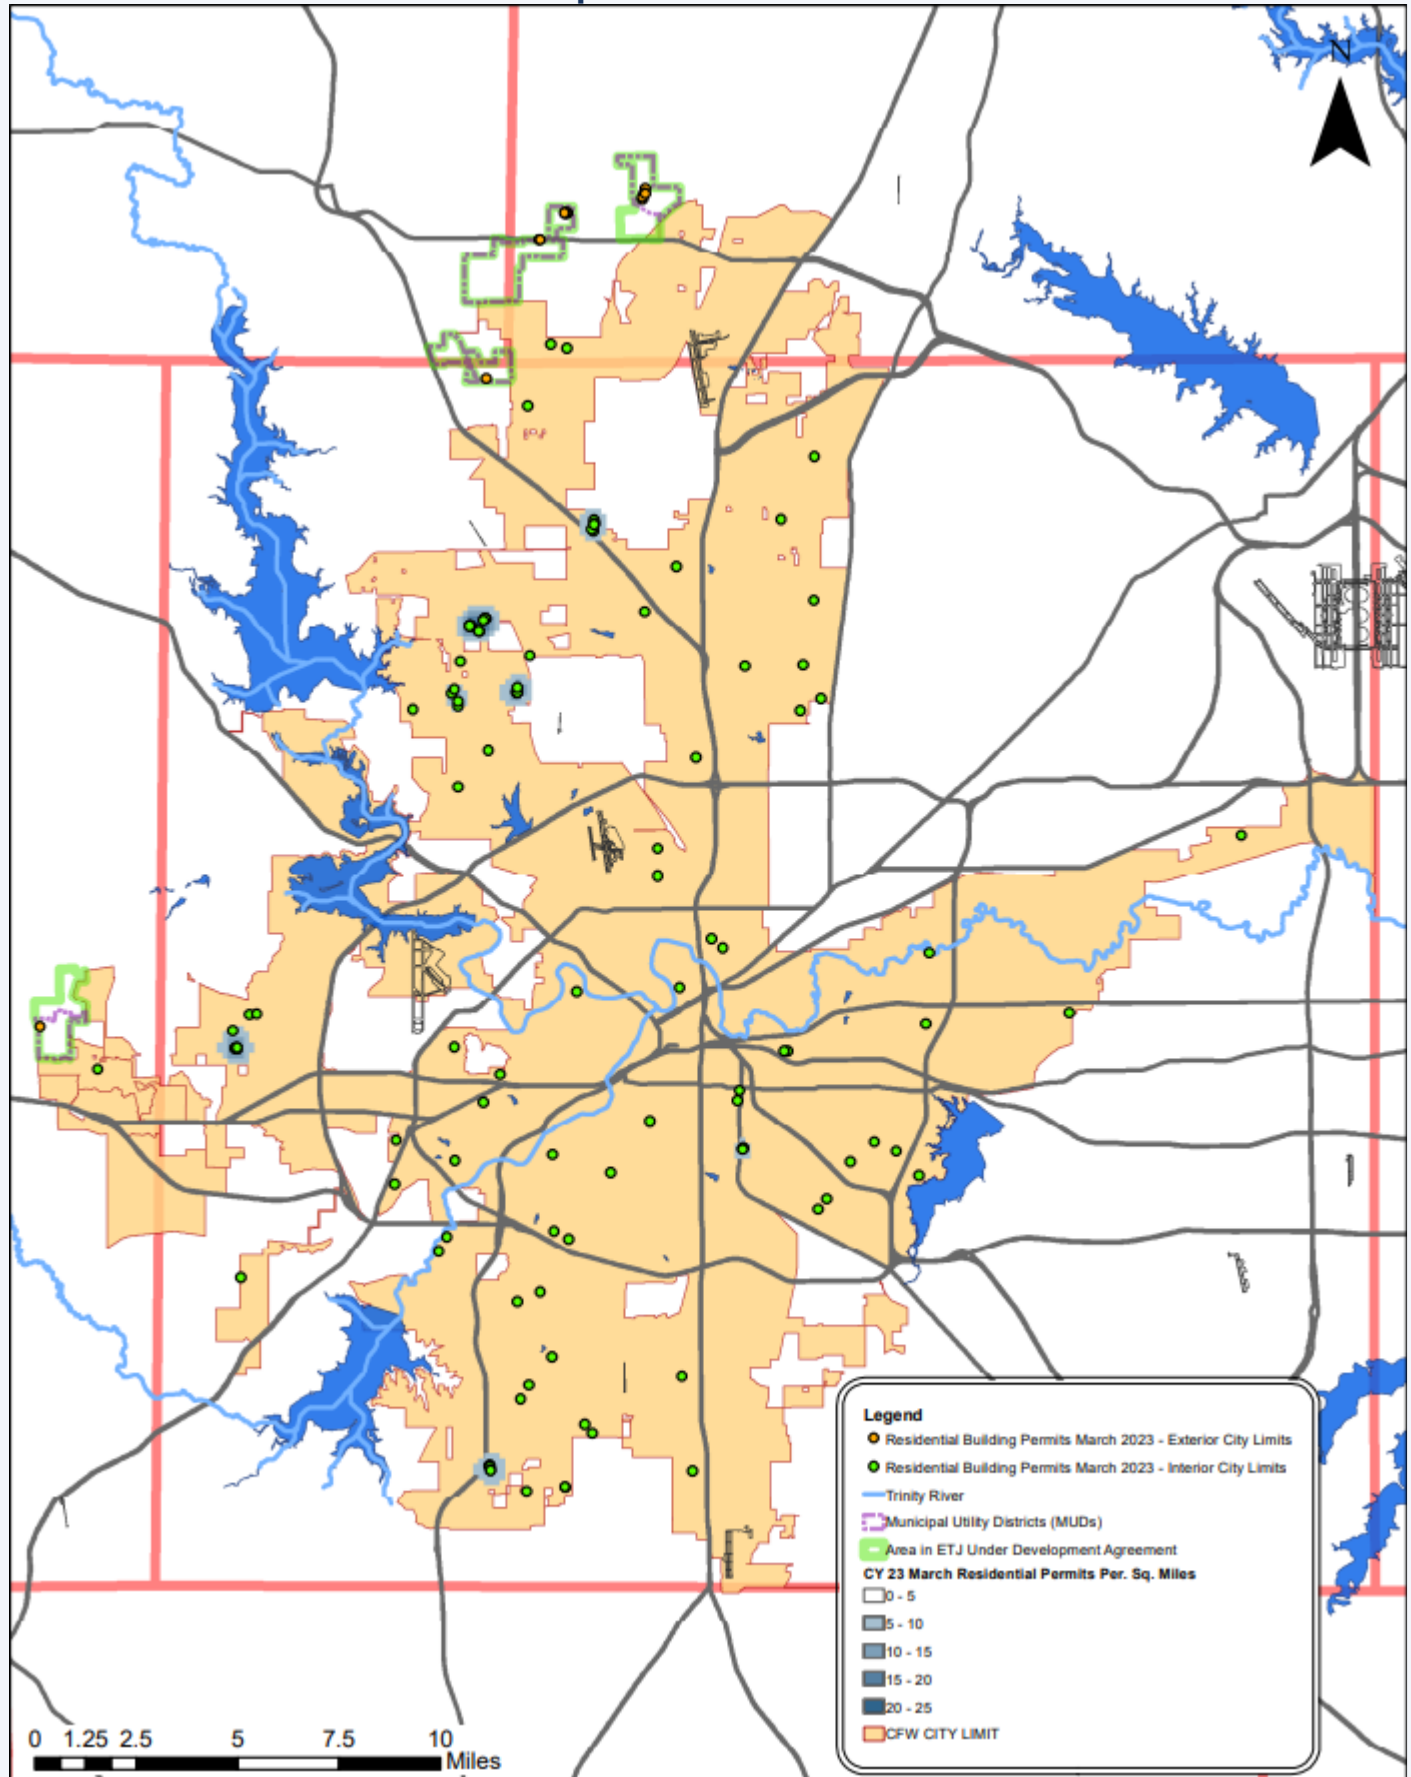 N
Legend
Residential Building Permits March 2023 - Exterior City Limits
Residential Building Permits March 2023 - Interior City Limits
Trinity River
Municipal Utility Districts (MUDs)
Area in ETJ Under Development Agreement
CY 23 March Residential Permits Per. Sq. Miles
0 - 5
5 - 10
10 - 15
15 - 20
20 - 25
CFW CITY LIMIT
0 1.25 2.5 5 7.5 10
Miles